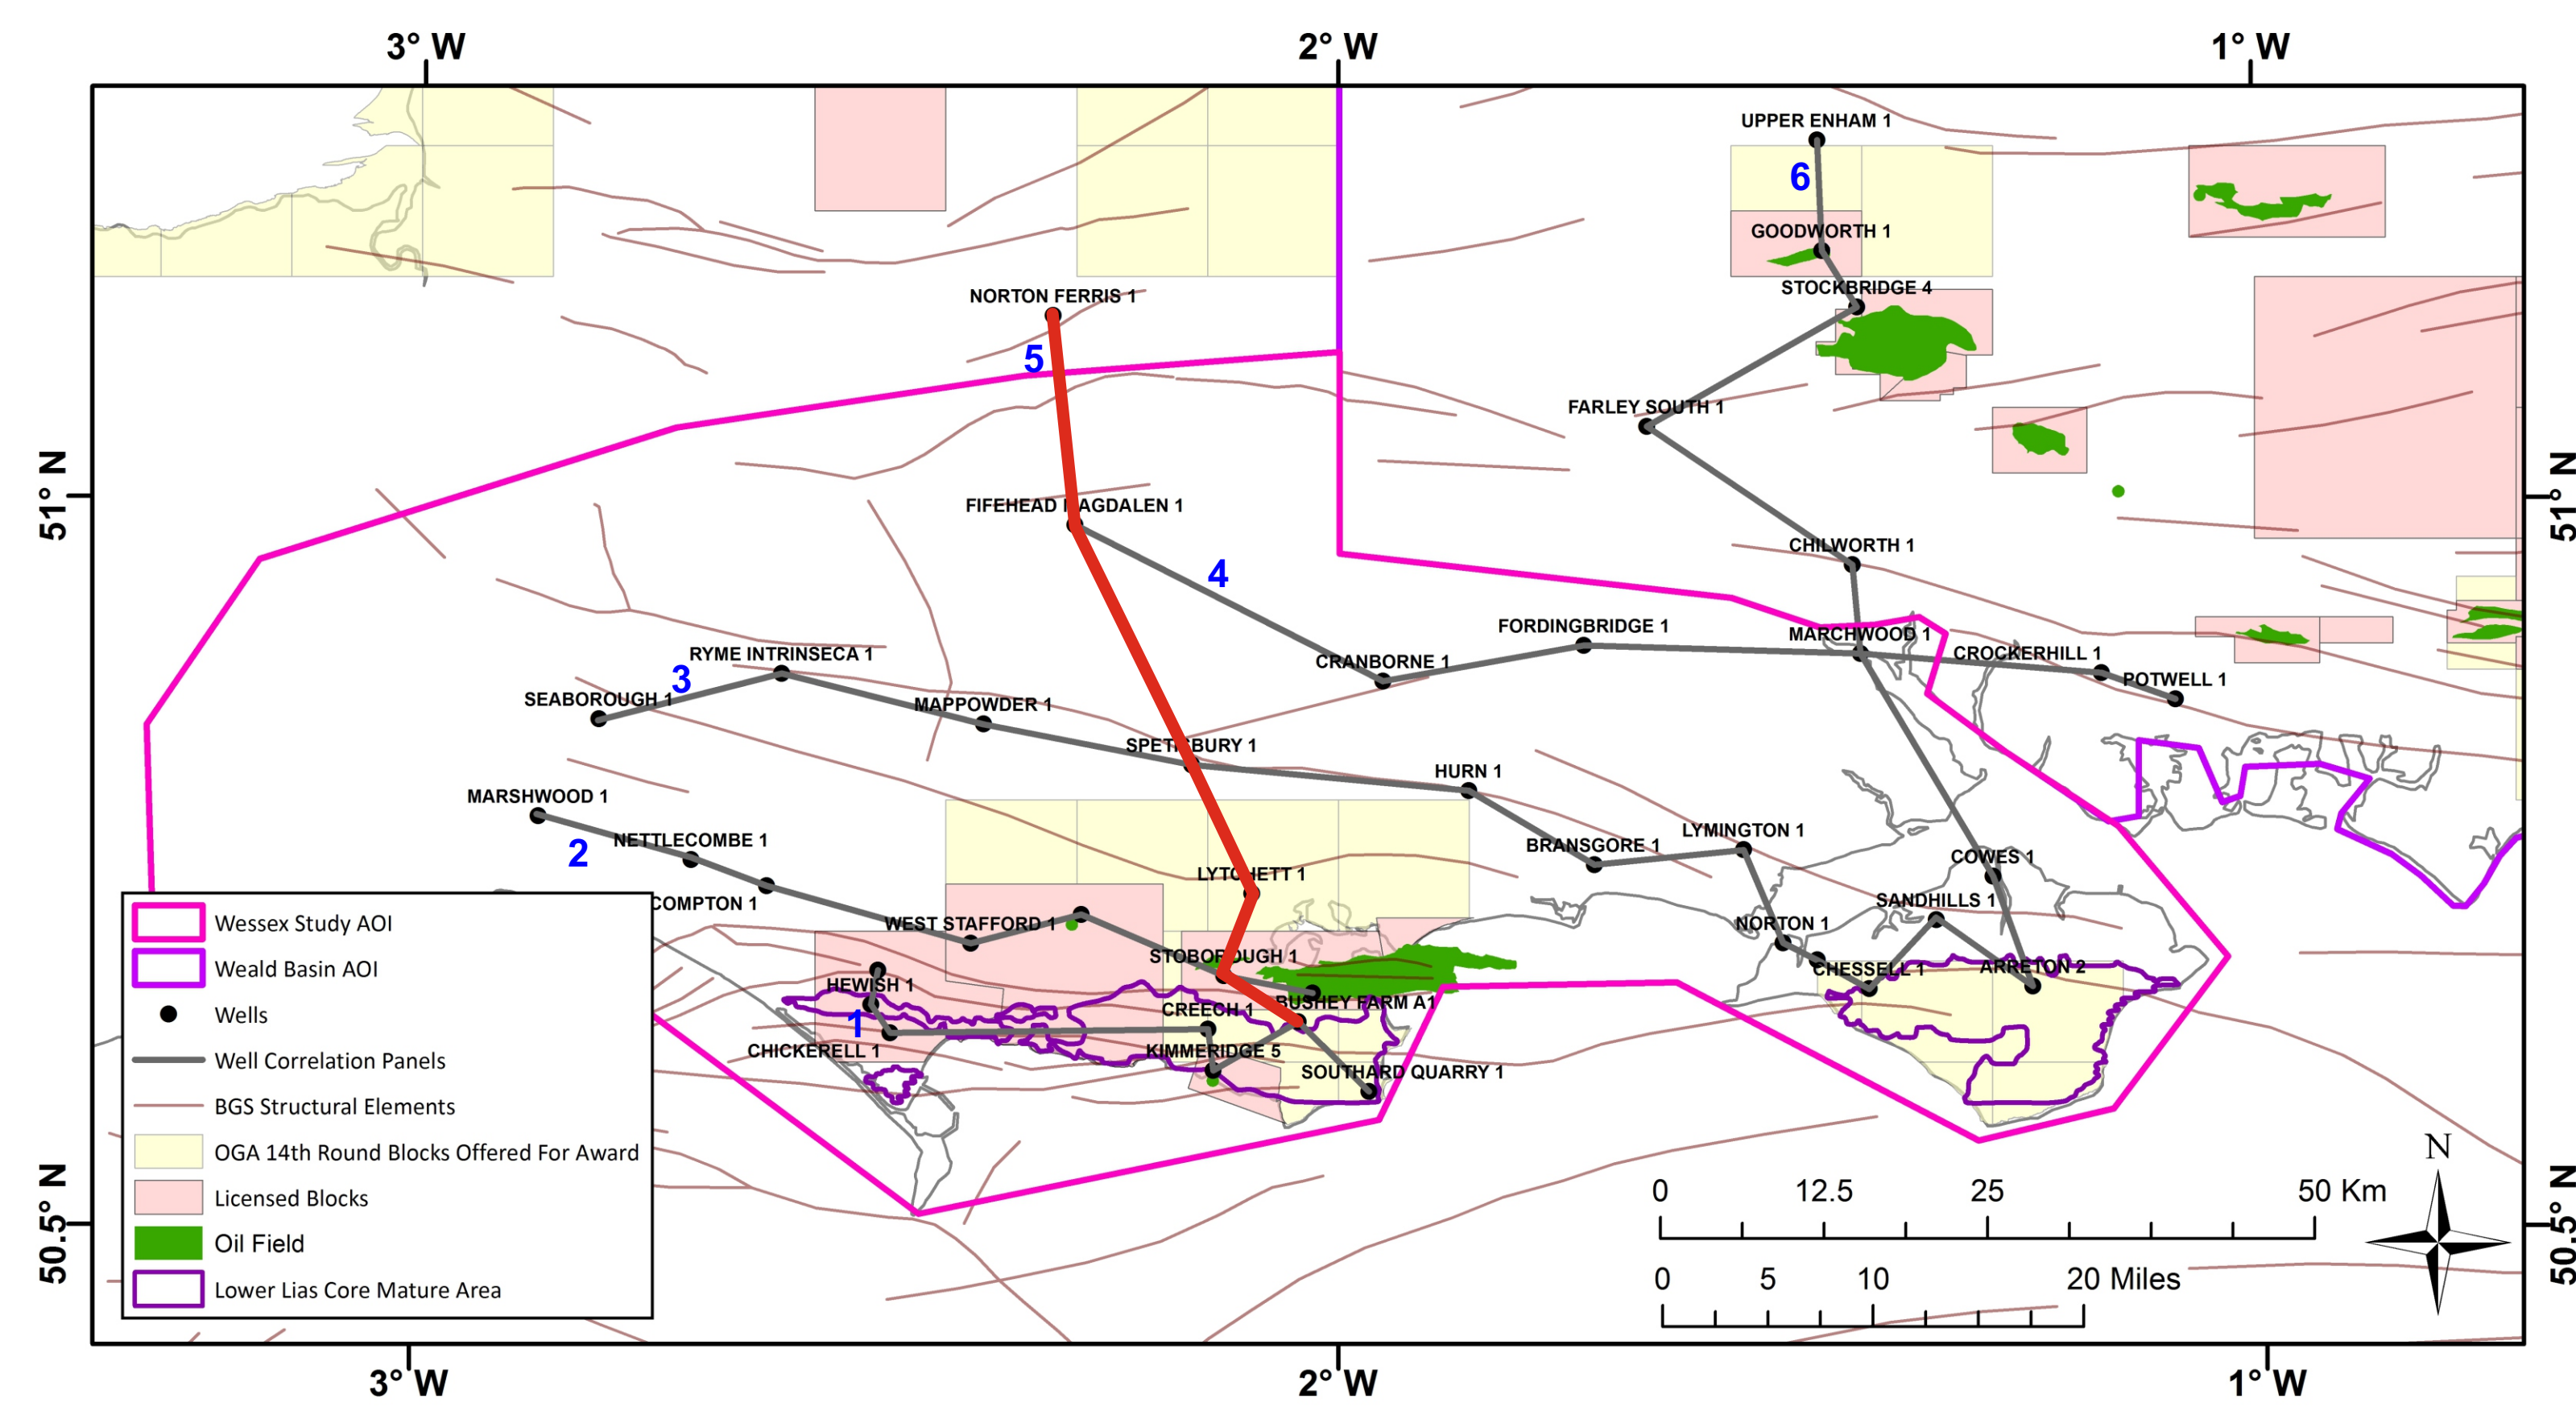 3° W
2° W
1° W
UPPER ENHAM 1
6
GOODWORTH 1
STOCKBRIDGE 4
NORTON FERRIS 1
5
FARLEY SOUTH 1
51° N
51° N
FIFEHEAD MAGDALEN 1
CHILWORTH 1
4
FORDINGBRIDGE 1
MARCHWOOD 1
RYME INTRINSECA 1
CRANBORNE 1
CROCKERHILL 1
3
POTWELL 1
SEABOROUGH 1
MAPPOWDER 1
SPETISBURY 1
HURN 1
MARSHWOOD 1
LYMINGTON 1
NETTLECOMBE 1
2
BRANSGORE 1
COWES 1
LYTCHETT 1
COMPTON 1
SANDHILLS 1
WEST STAFFORD 1
NORTON 1
STOBOROUGH 1
CHESSELL 1
ARRETON 2
HEWISH 1
BUSHEY FARM A1
CREECH 1
1
CHICKERELL 1
KIMMERIDGE 5
SOUTHARD QUARRY 1
Wessex Study AOI
Weald Basin AOI
Wells
Well Correlation Panels
BGS Structural Elements
OGA 14th Round Blocks Offered For Award
Licensed Blocks
Oil Field
Lower Lias Core Mature Area
N
0 12.5 25 50 Km
0 5 10 20 Miles
50.5° N
50.5° N
3° W
2° W
1° W